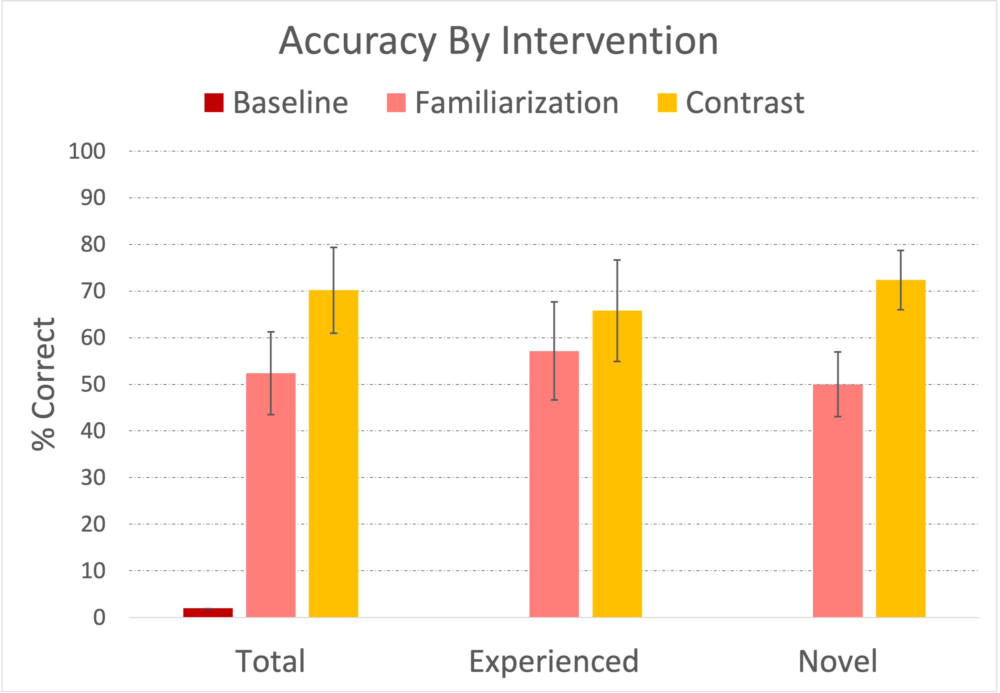 Accuracy By Intervention
Baseline Familiarization Contrast
100
90
80
70
60
50
40
30
20
10
0
% Correct
Total Experienced Novel